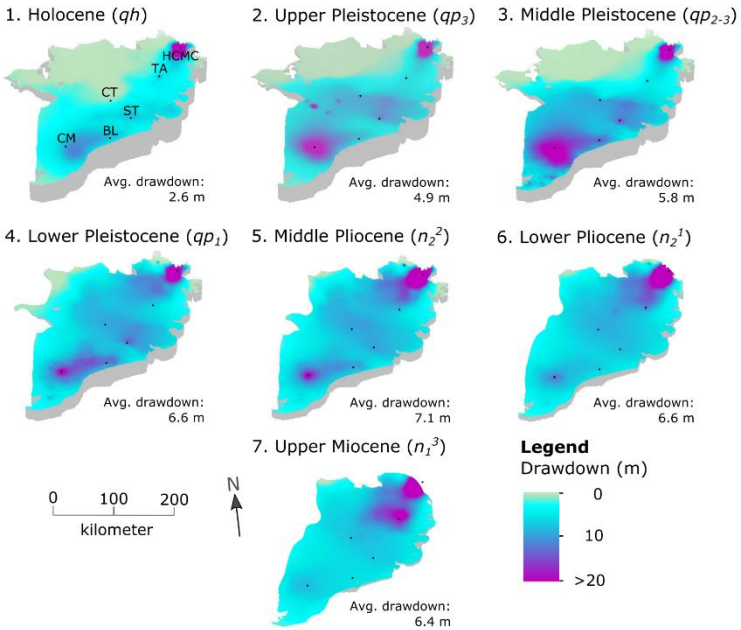 1. Holocene (qh)
HCMC
TA
CT
ST
BL
CM
Avg. drawdown:
2.6 m
2. Upper Pleistocene (qp3)
Avg. drawdown:
4.9 m
3. Middle Pleistocene (qp2-3)
Avg. drawdown:
5.8 m
4. Lower Pleistocene (qp1)
Avg. drawdown:
6.6 m
5. Middle Pliocene (n2²)
Avg. drawdown:
7.1 m
6. Lower Pliocene (n2¹)
Avg. drawdown:
6.6 m
7. Upper Miocene (n1³)
Avg. drawdown:
6.4 m
0 100 200
kilometer
N
Legend
Drawdown (m)
0
10
>20